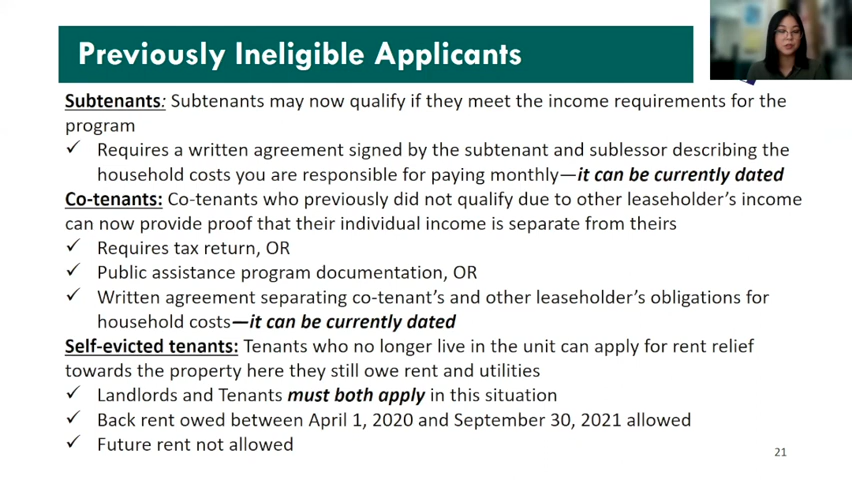 Previously Ineligible Applicants
Subtenants: Subtenants may now qualify if they meet the income requirements for the
program
✓ Requires a written agreement signed by the subtenant and sublessor describing the
household costs you are responsible for paying monthly—it can be currently dated
Co-tenants: Co-tenants who previously did not qualify due to other leaseholder's income
can now provide proof that their individual income is separate from theirs
✓ Requires tax return, OR
✓ Public assistance program documentation, OR
✓ Written agreement separating co-tenant's and other leaseholder's obligations for
household costs—it can be currently dated
Self-evicted tenants: Tenants who no longer live in the unit can apply for rent relief
towards the property here they still owe rent and utilities
✓ Landlords and Tenants must both apply in this situation
✓ Back rent owed between April 1, 2020 and September 30, 2021 allowed
✓ Future rent not allowed
21